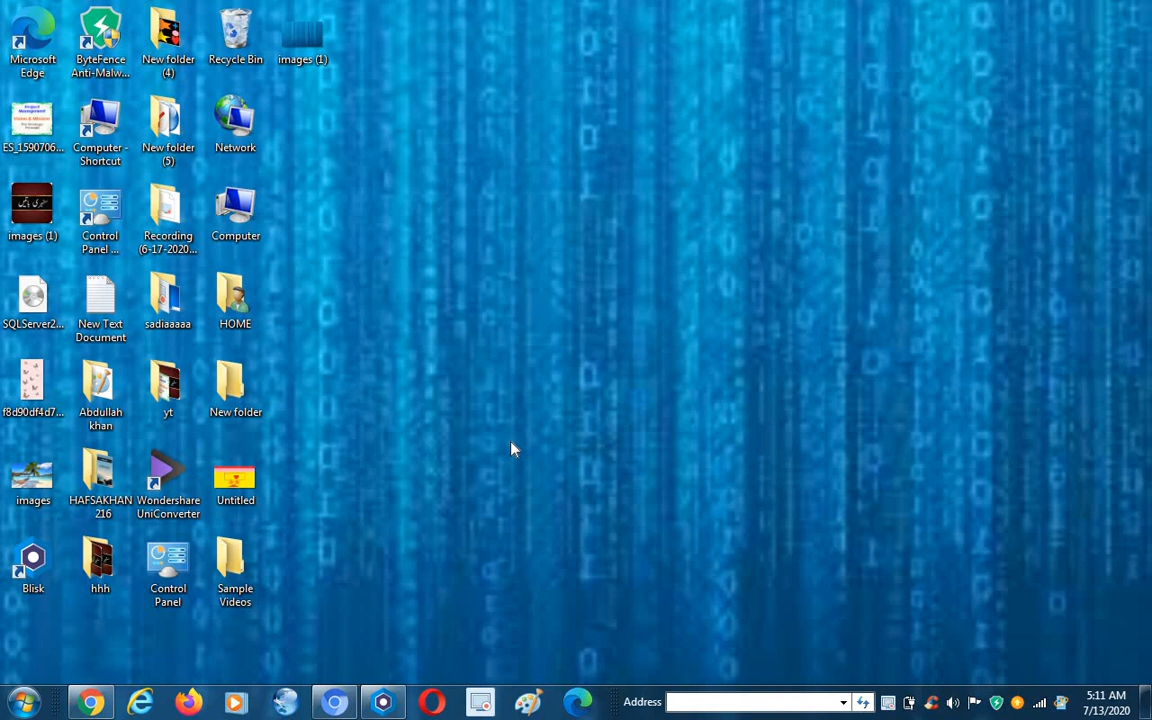 Microsoft
Edge
ByteFence
Anti-Malw...
New folder
(4)
Recycle Bin
images (1)
ES_1590706...
Computer -
Shortcut
New folder
(5)
Network
images (1)
Control
Panel ...
Recording
(6-17-2020...
Computer
SQLServer2...
New Text
Document
sadiaaaaa
HOME
f8d90df4d7...
Abdullah
khan
yt
New folder
images
HAFSAKHAN
216
Wondershare
UniConverter
Untitled
Blisk
hhh
Control
Panel
Sample
Videos
Address
5:11 AM
7/13/2020